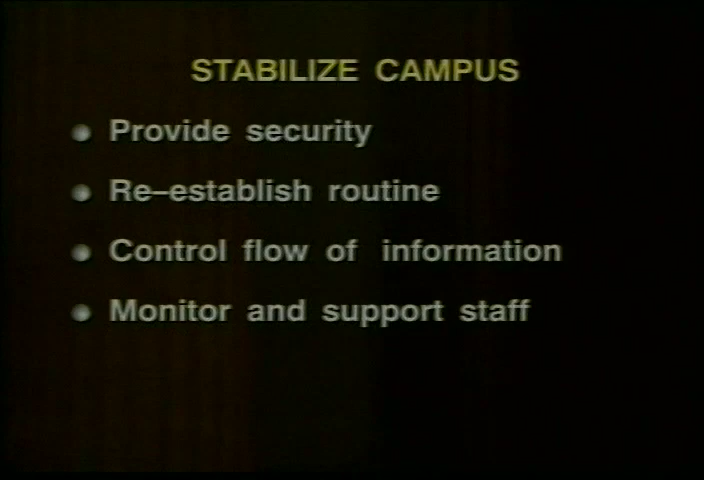 STABILIZE CAMPUS
Provide security
Re–establish routine
Control flow of information
Monitor and support staff